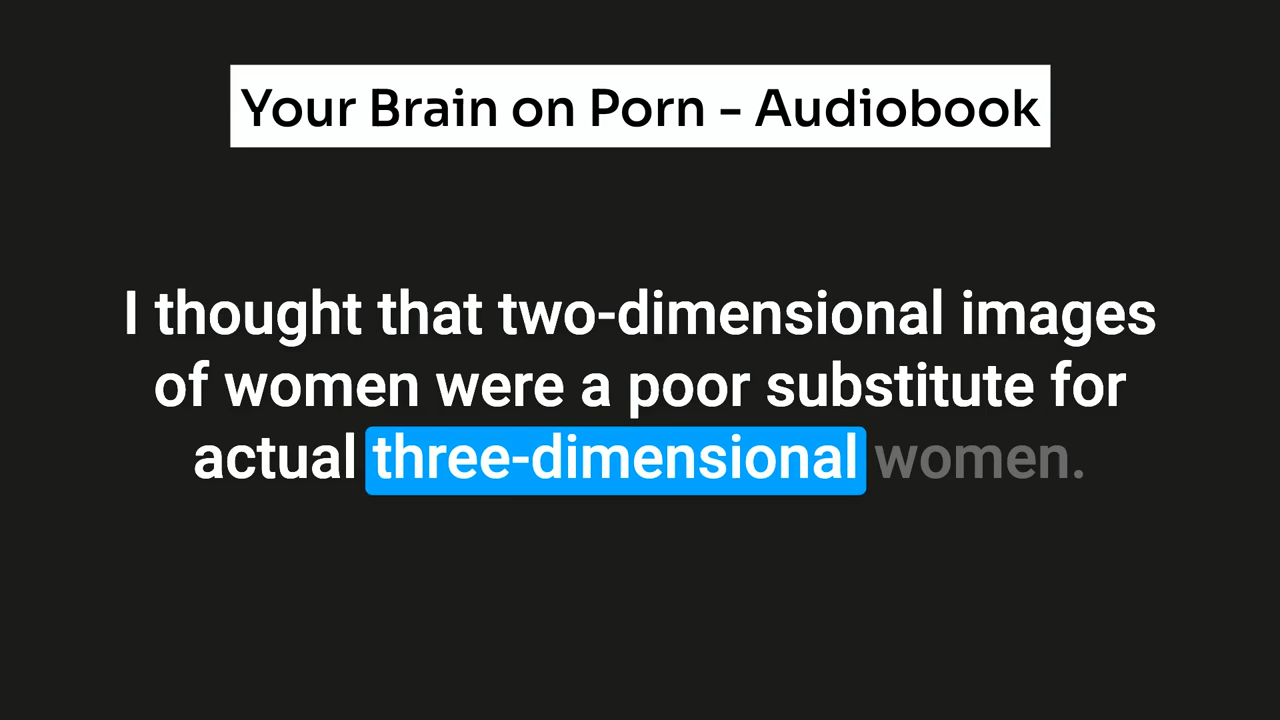 Your Brain on Porn - Audiobook
I thought that two-dimensional images
of women were a poor substitute for
actual three-dimensional women.